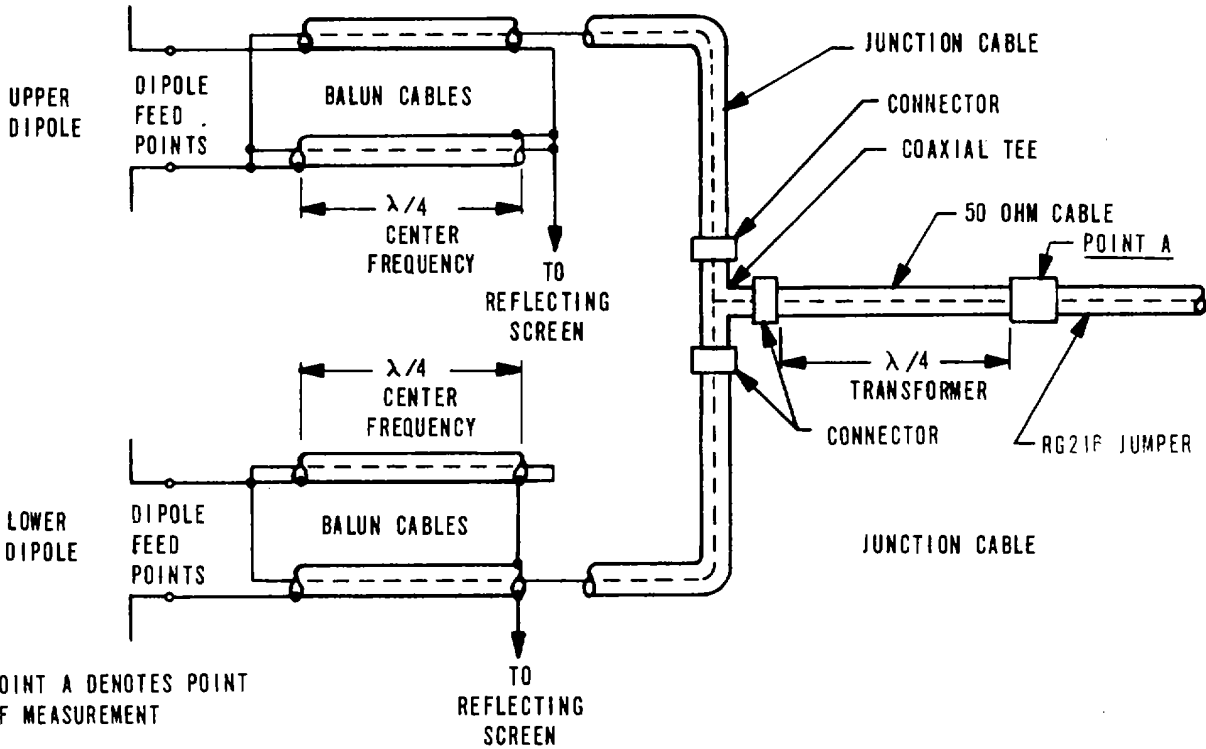 UPPER
DIPOLE
DIPOLE
FEED
POINTS
BALUN CABLES
λ/4
CENTER
FREQUENCY
TO
REFLECTING
SCREEN
JUNCTION CABLE
CONNECTOR
COAXIAL TEE
50 OHM CABLE
POINT A
λ/4
TRANSFORMER
CONNECTOR
RG21F JUMPER
LOWER
DIPOLE
DIPOLE
FEED
POINTS
λ/4
CENTER
FREQUENCY
BALUN CABLES
JUNCTION CABLE
TO
REFLECTING
SCREEN
OINT A DENOTES POINT
F MEASUREMENT